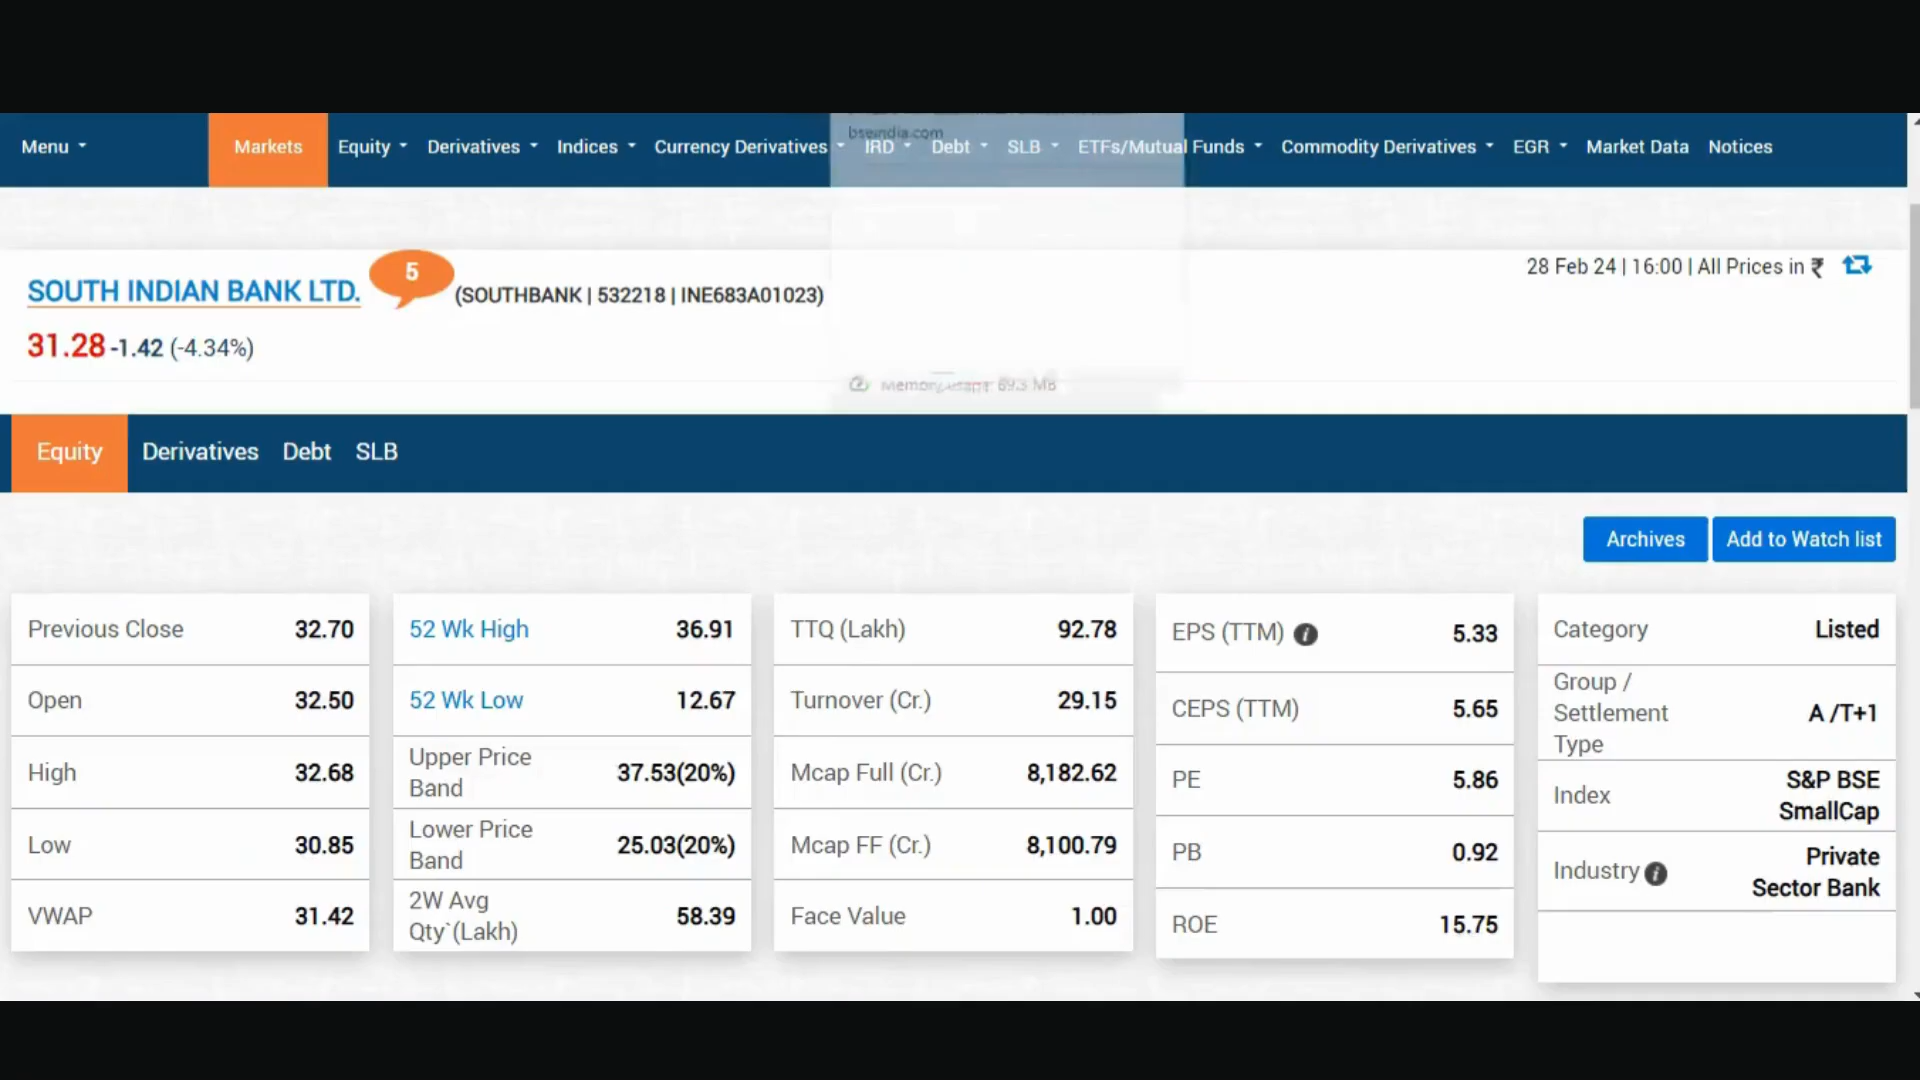 bseindia.com
Menu Markets Equity Derivatives Indices Currency Derivatives IRD Debt SLB ETFs/Mutual Funds Commodity Derivatives EGR Market Data Notices
28 Feb 24 | 16:00 | All Prices in ₹
SOUTH INDIAN BANK LTD. 5 (SOUTHBANK | 532218 | INE683A01023)
31.28 -1.42 (-4.34%)
Memory usage: 69.3 MB
Equity Derivatives Debt SLB
Archives Add to Watch list
Previous Close 32.70
Open 32.50
High 32.68
Low 30.85
VWAP 31.42
52 Wk High 36.91
52 Wk Low 12.67
Upper Price
Band 37.53(20%)
Lower Price
Band 25.03(20%)
2W Avg
Qty`(Lakh) 58.39
TTQ (Lakh) 92.78
Turnover (Cr.) 29.15
Mcap Full (Cr.) 8,182.62
Mcap FF (Cr.) 8,100.79
Face Value 1.00
EPS (TTM) 5.33
CEPS (TTM) 5.65
PE 5.86
PB 0.92
ROE 15.75
Category Listed
Group /
Settlement
Type A /T+1
Index S&P BSE
SmallCap
Industry Private
Sector Bank